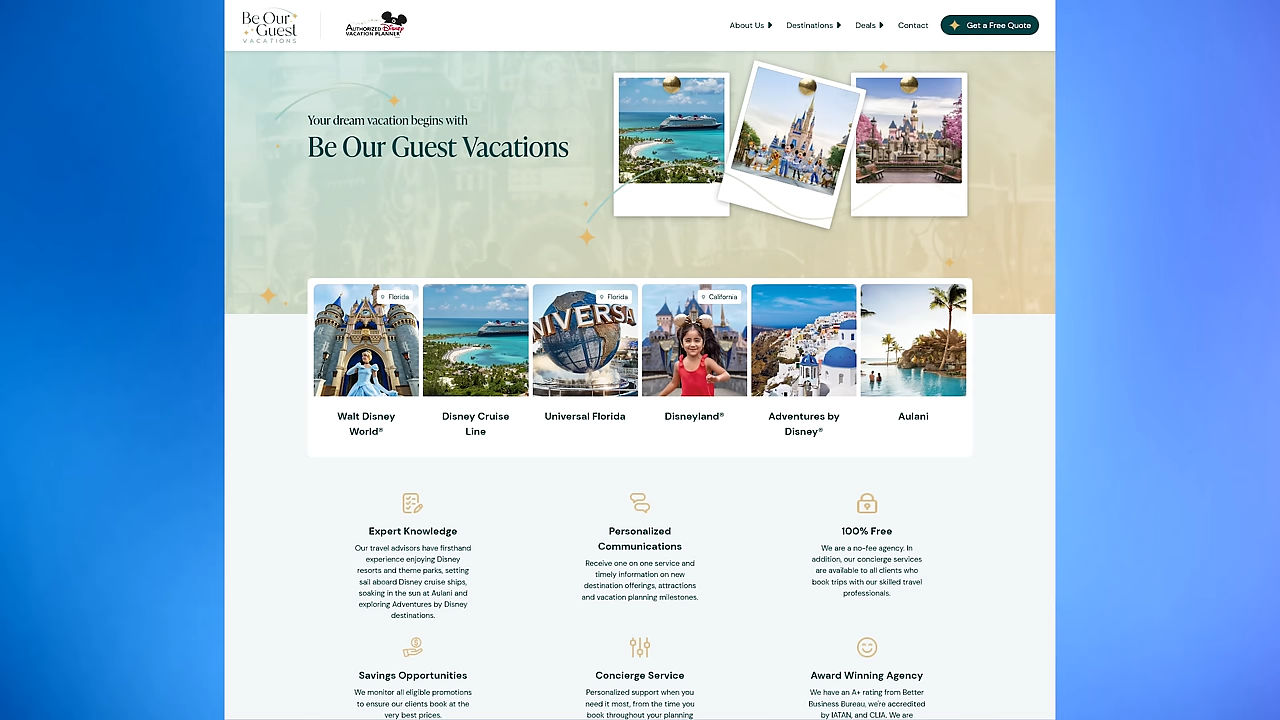 Be Our
Guest
VACATIONS
AUTHORIZED Disney
VACATION PLANNER
About Us
Destinations
Deals
Contact
Get a Free Quote
Your dream vacation begins with
Be Our Guest Vacations
Florida
Florida
California
UNIVERSA
Walt Disney
World®
Disney Cruise
Line
Universal Florida
Disneyland®
Adventures by
Disney®
Aulani
Expert Knowledge
Our travel advisors have firsthand
experience enjoying Disney
resorts and theme parks, setting
sail aboard Disney cruise ships,
soaking in the sun at Aulani and
exploring Adventures by Disney
destinations.
Personalized
Communications
Receive one on one service and
timely information on new
destination offerings, attractions
and vacation planning milestones.
100% Free
We are a no-fee agency. In
addition, our concierge services
are available to all clients who
book trips with our skilled travel
professionals.
Savings Opportunities
We monitor all eligible promotions
to ensure our clients book at the
very best prices.
Concierge Service
Personalized support when you
need it most, from the time you
book throughout your planning
Award Winning Agency
We have an A+ rating from Better
Business Bureau, we're accredited
by IATAN, and CLIA. We are